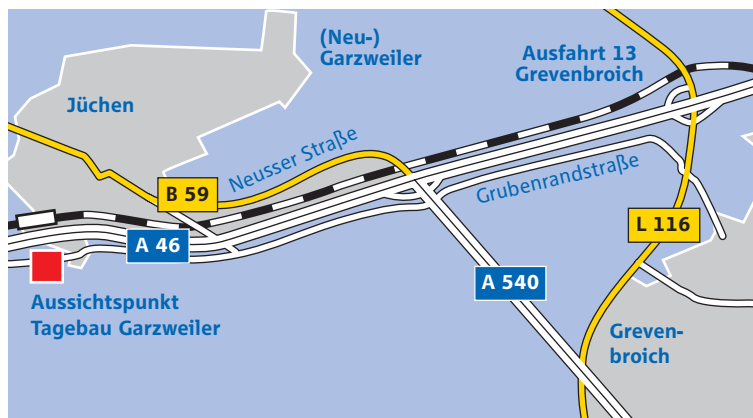 (Neu-)
Garzweiler
Ausfahrt 13
Grevenbroich
Jüchen
Neusser Straße
B 59
Grubenrandstraße
L 116
A 46
A 540
Aussichtspunkt
Tagebau Garzweiler
Greven-
broich